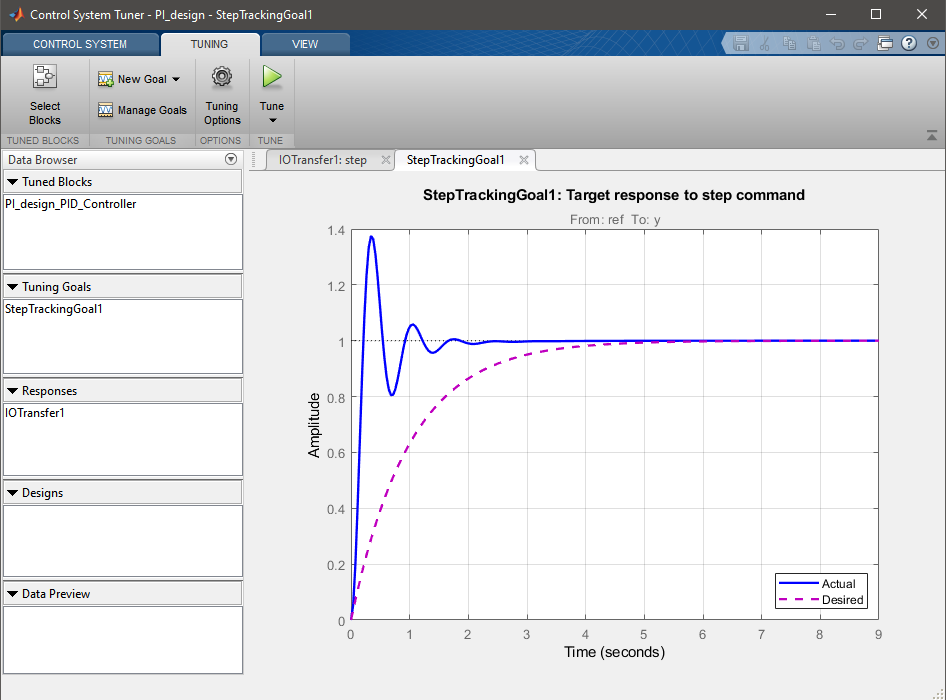 Control System Tuner - PI_design - StepTrackingGoal1
CONTROL SYSTEM
TUNING
VIEW
?
Select
Blocks
New Goal
Manage Goals
Tuning
Options
Tune
TUNED BLOCKS
TUNING GOALS
OPTIONS
TUNE
Data Browser
Tuned Blocks
PI_design_PID_Controller
Tuning Goals
StepTrackingGoal1
Responses
IOTransfer1
Designs
Data Preview
IOTransfer1: step
StepTrackingGoal1
StepTrackingGoal1: Target response to step command
From: ref To: y
Amplitude
1.4
1.2
1
0.8
0.6
0.4
0.2
0
0 1 2 3 4 5 6 7 8 9
Time (seconds)
Actual
Desired